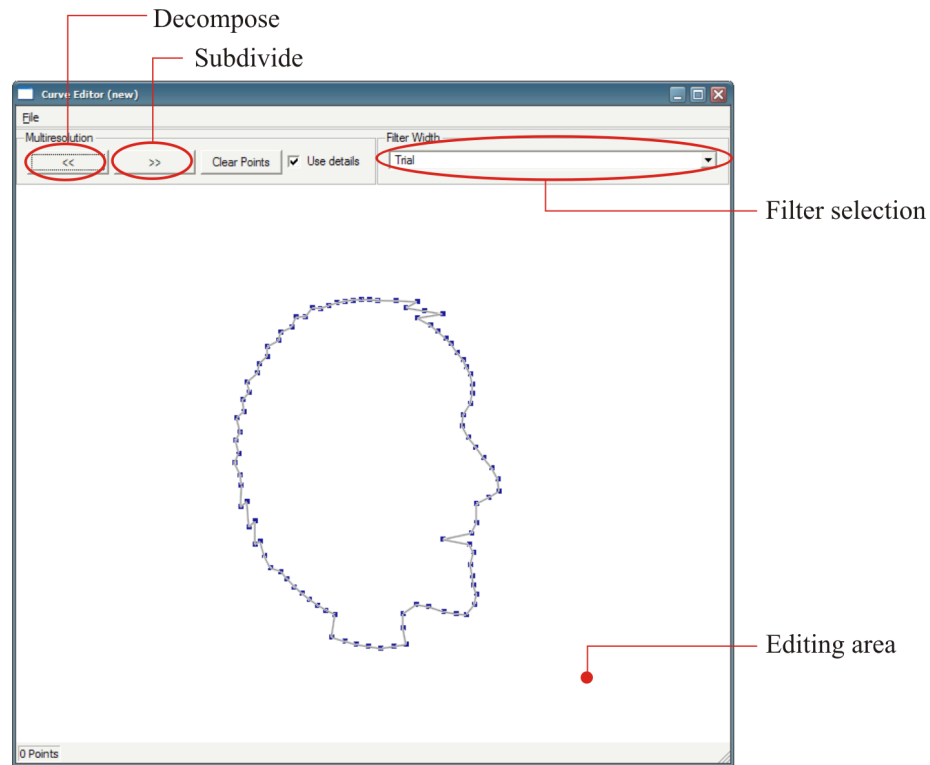 Decompose
Subdivide
Curve Editor (new)
File
Multiresolution
Filter Width
<< >> Clear Points Use details Trial
Filter selection
Editing area
0 Points